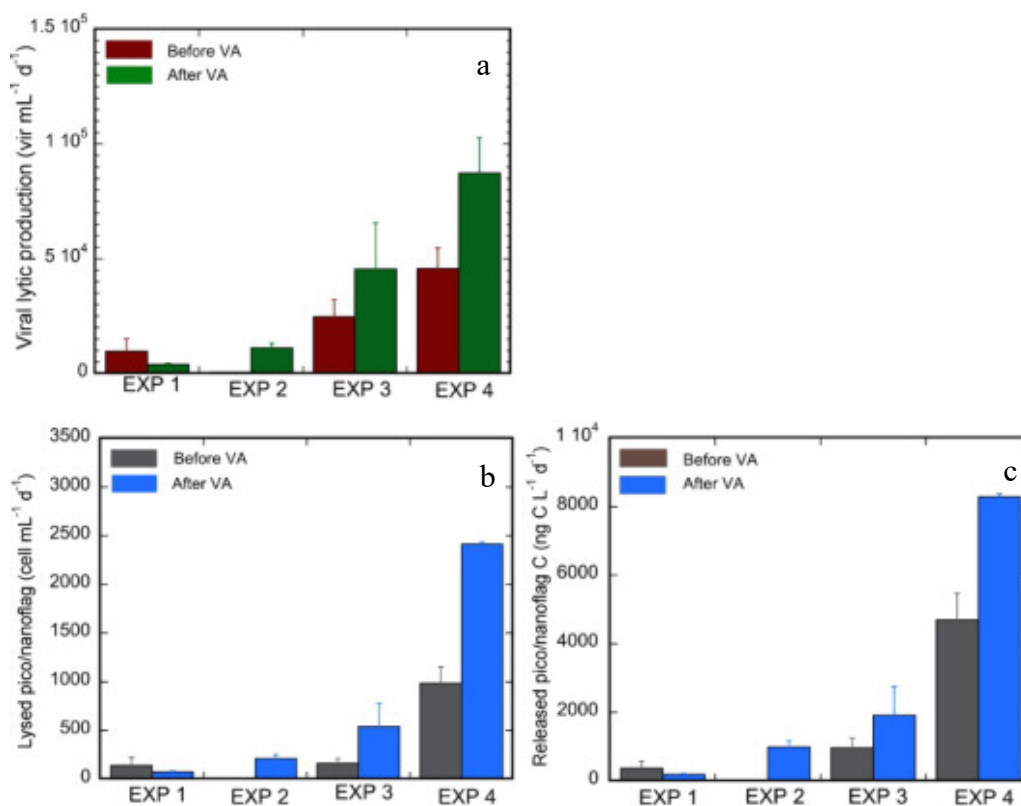 1.5 10⁵
Before VA
After VA
a
1 10⁵
5 10⁴
0
Viral lytic production (vir mL⁻¹ d⁻¹)
EXP 1 EXP 2 EXP 3 EXP 4
3500
Before VA
After VA
b
3000
2500
2000
1500
1000
500
0
Lysed pico/nanoflag (cell mL⁻¹ d⁻¹)
EXP 1 EXP 2 EXP 3 EXP 4
1 10⁴
Before VA
After VA
c
8000
6000
4000
2000
0
Released pico/nanoflag C (ng C L⁻¹ d⁻¹)
EXP 1 EXP 2 EXP 3 EXP 4